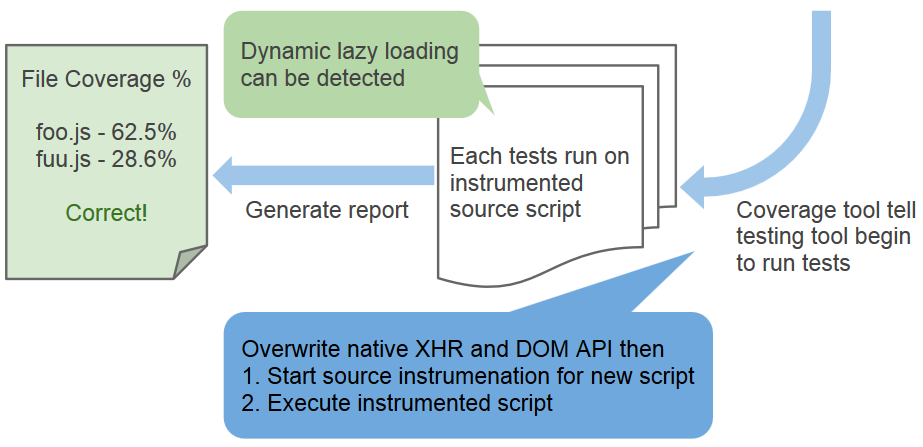 File Coverage %
foo.js - 62.5%
fuu.js - 28.6%
Correct!
Dynamic lazy loading
can be detected
Generate report
Each tests run on
instrumented
source script
Coverage tool tell
testing tool begin
to run tests
Overwrite native XHR and DOM API then
1. Start source instrumenation for new script
2. Execute instrumented script